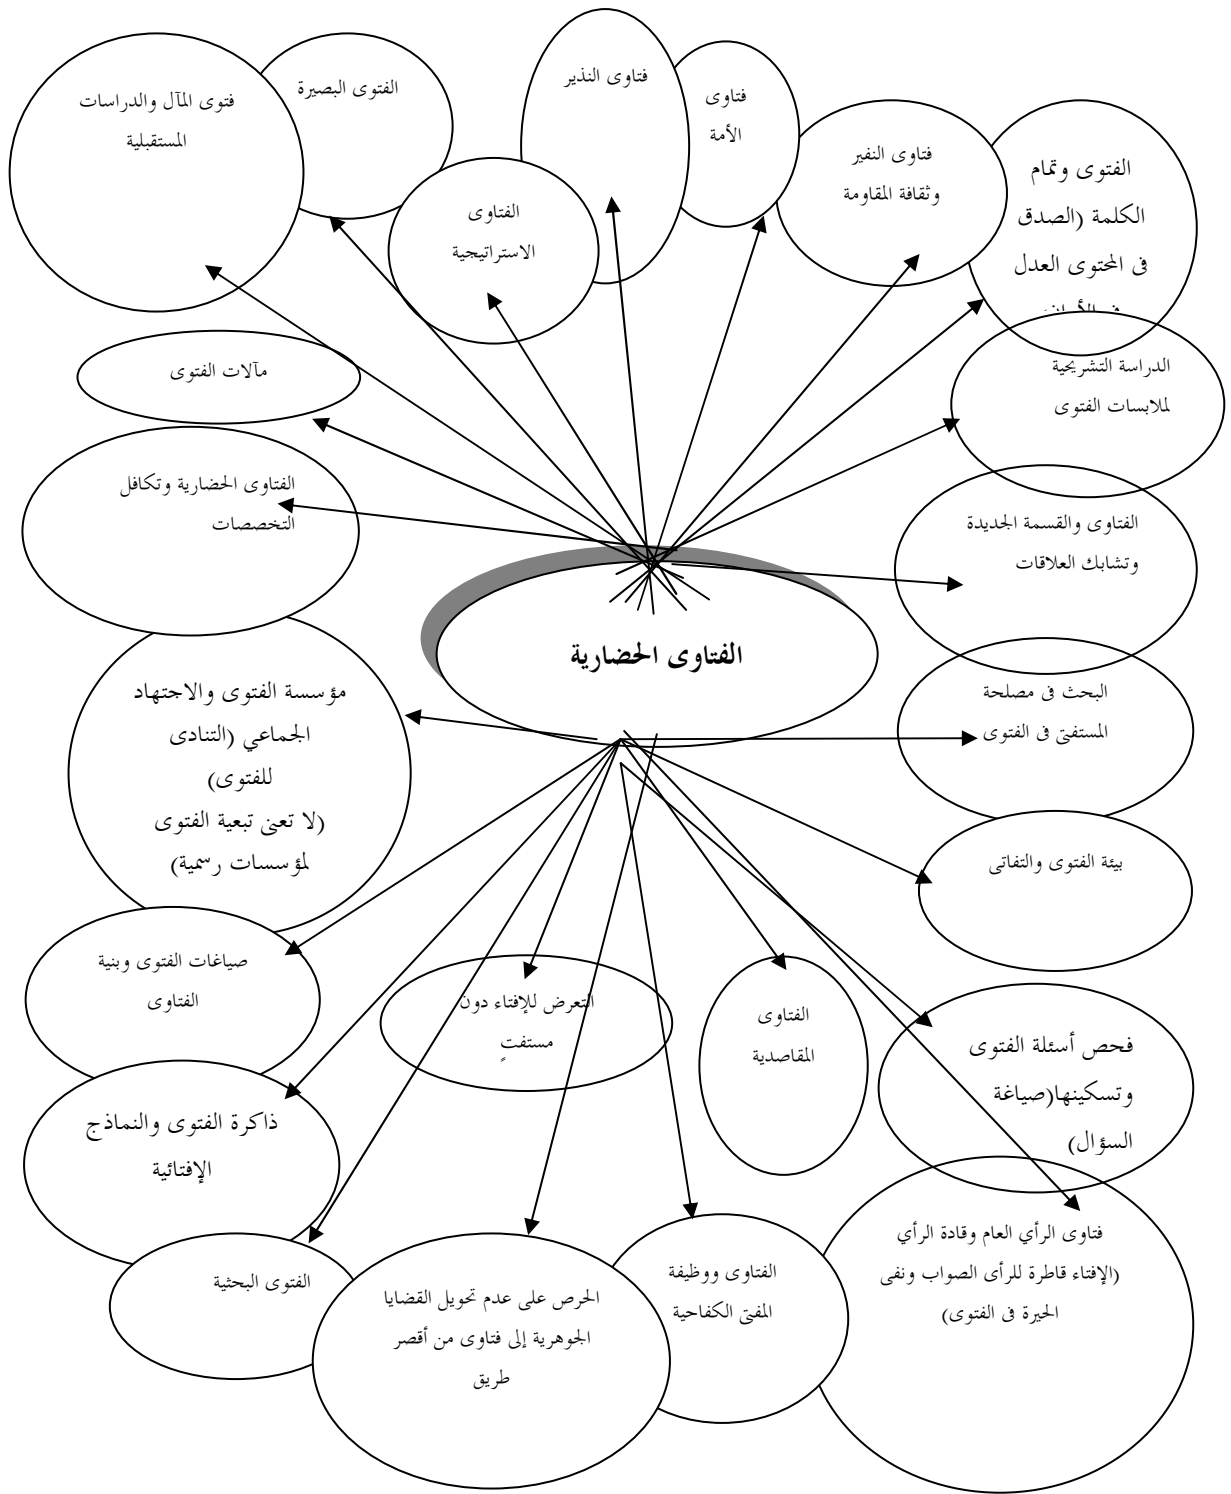 فتاوى النذير
فتاوى
الأمة
الفتوى البصيرة
فتوى المآل والدراسات
المستقبلية
فتاوى النفير
وثقافة المقاومة
الفتوى وتمام
الكلمة (الصدق
فى المحتوى العدل
الفتاوى
الاستراتيجية
مآلات الفتوى
الدراسة التشريحية
لملابسات الفتوى
الفتاوى الحضارية وتكافل
التخصصات
الفتاوى والقسمة الجديدة
وتشابك العلاقات
الفتاوى الحضارية
مؤسسة الفتوى والاجتهاد
الجماعي (التنادى
للفتوى)
(لا تعنى تبعية الفتوى
لمؤسسات رسمية)
البحث فى مصلحة
المستفتى فى الفتوى
بيئة الفتوى والتفاتى
صياغات الفتوى وبنية
الفتاوى
التعرض للإفتاء دون
مستفتٍ
الفتاوى
المقاصدية
فحص أسئلة الفتوى
وتسكينها(صياغة
السؤال)
ذاكرة الفتوى والنماذج
الإفتائية
فتاوى الرأي العام وقادة الرأي
(الإفتاء قاطرة للرأى الصواب ونفى
الحيرة فى الفتوى)
الفتوى البحثية
الحرص على عدم تحويل القضايا
الجوهرية إلى فتاوى من أقصر
طريق
الفتاوى ووظيفة
المفتى الكفاحية